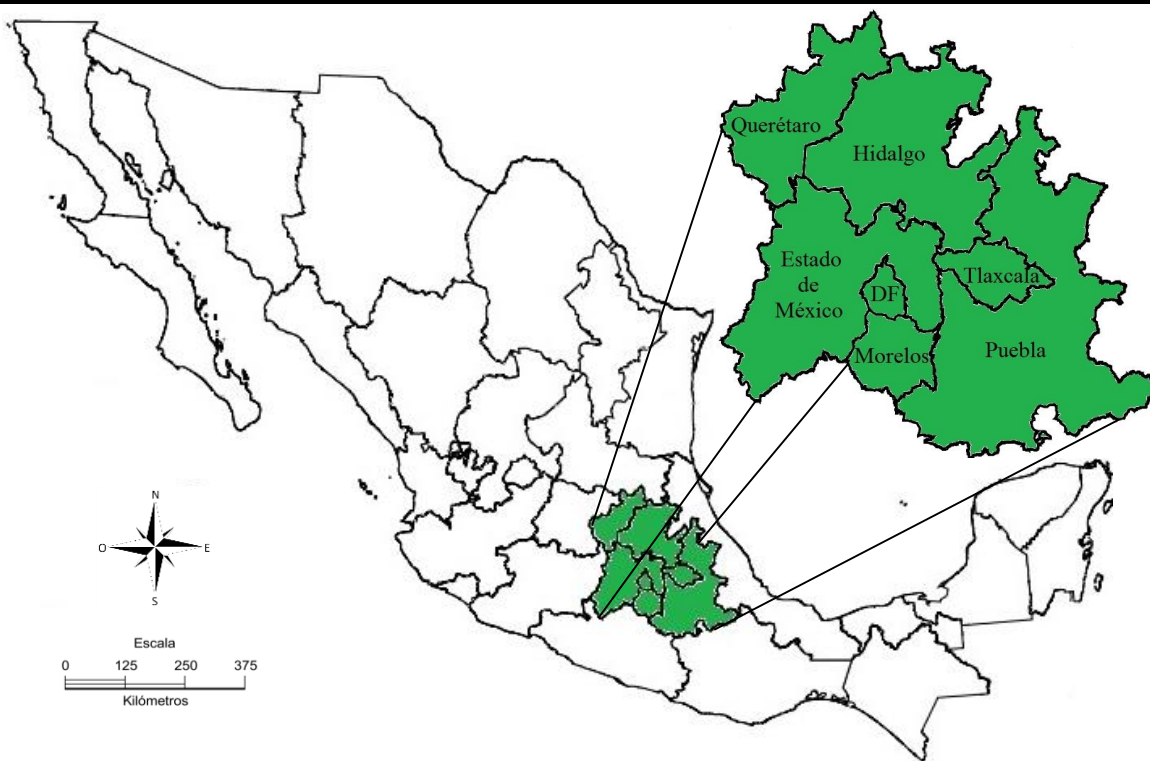 Querétaro
Hidalgo
Estado
de
México
DF
Tlaxcala
Morelos
Puebla
N
O
E
S
Escala
0 125 250 375
Kilómetros